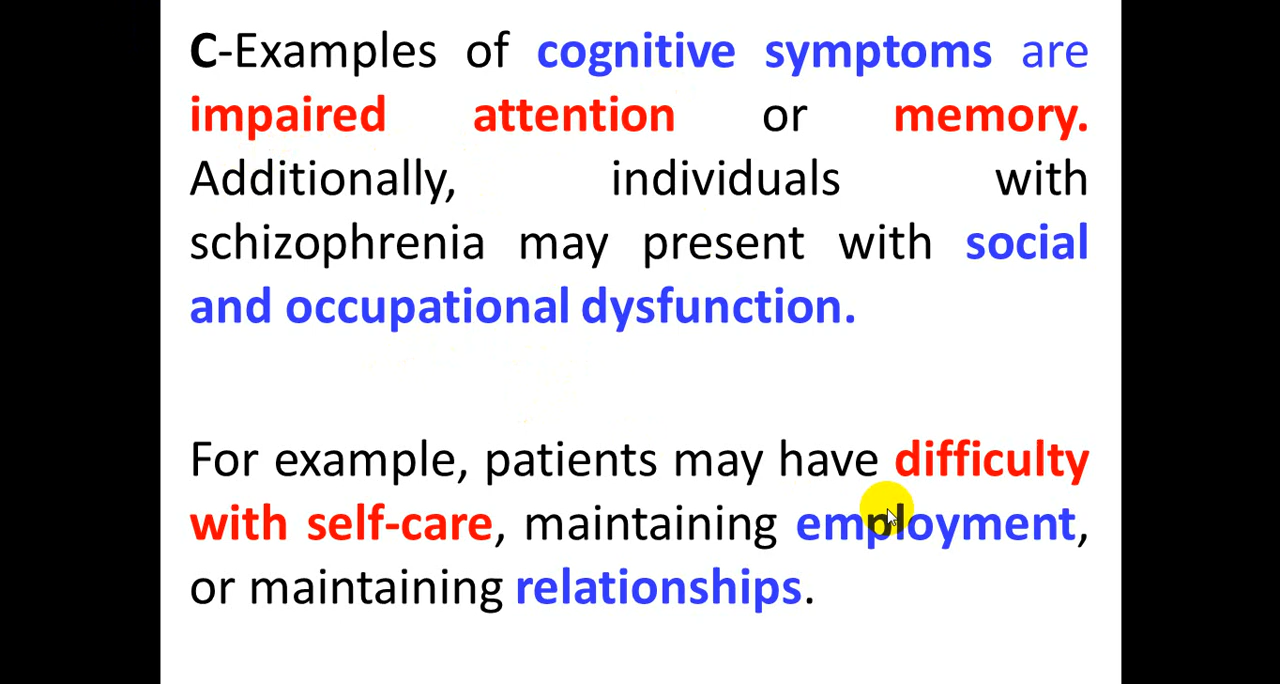 C-Examples of cognitive symptoms are
impaired attention or memory.
Additionally, individuals with
schizophrenia may present with social
and occupational dysfunction.
For example, patients may have difficulty
with self-care, maintaining employment,
or maintaining relationships.